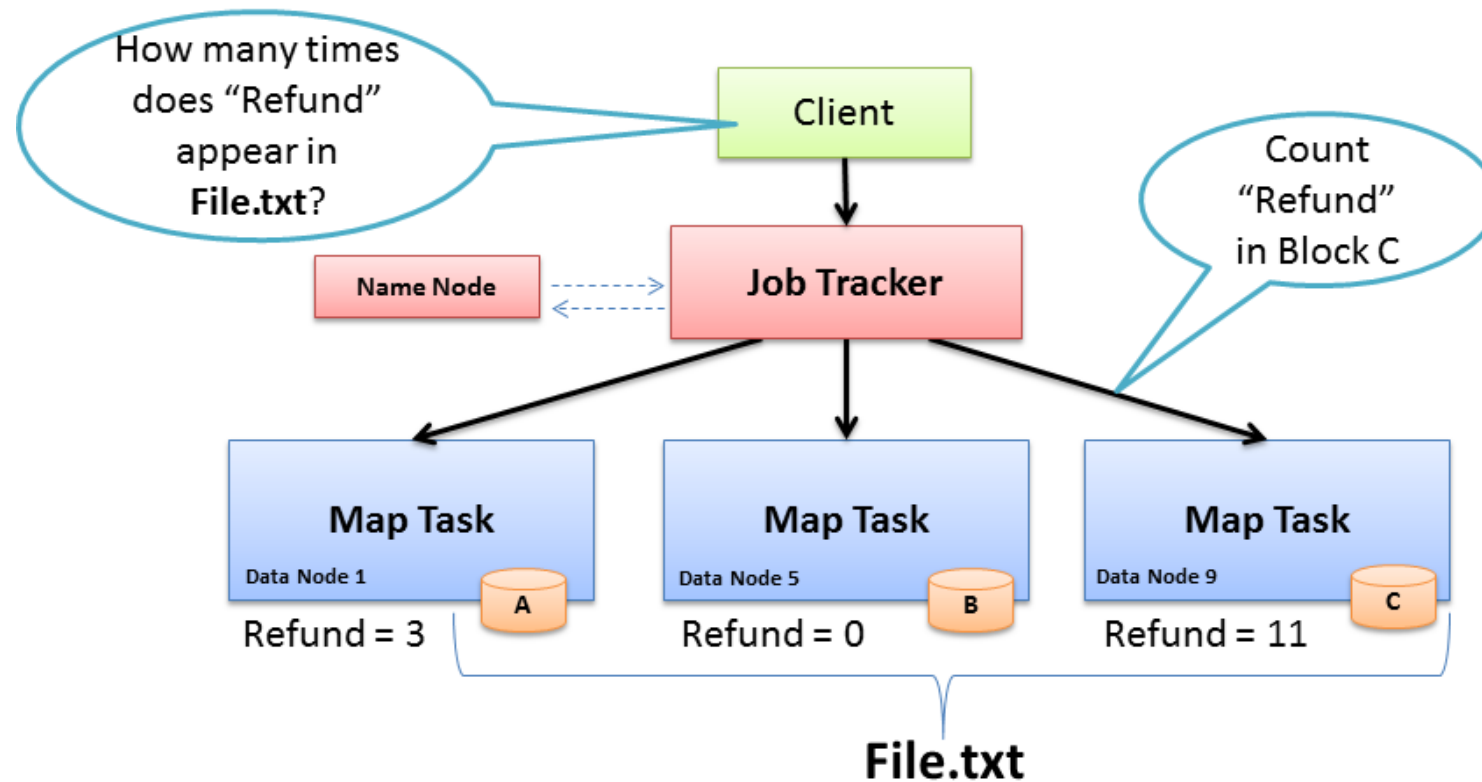 How many times
does “Refund”
appear in
File.txt?
Client
Count
“Refund”
in Block C
Name Node
Job Tracker
Map Task
Data Node 1
A
Map Task
Data Node 5
B
Map Task
Data Node 9
C
Refund = 3
Refund = 0
Refund = 11
File.txt